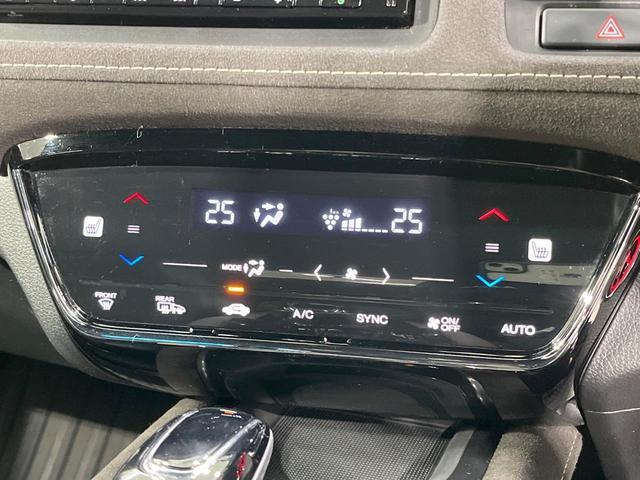 25 25
MODE
FRONT REAR A/C SYNC ON/OFF AUTO